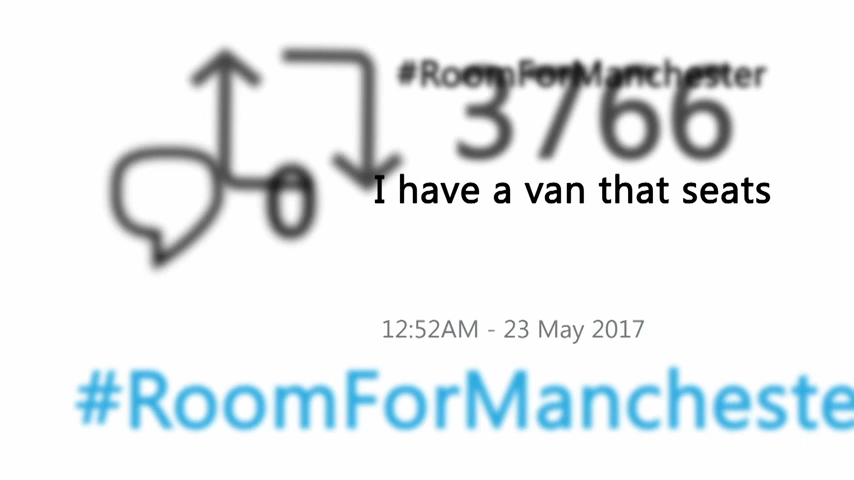 #RoomForManchester
3766
0
I have a van that seats
12:52AM - 23 May 2017
#RoomForMancheste